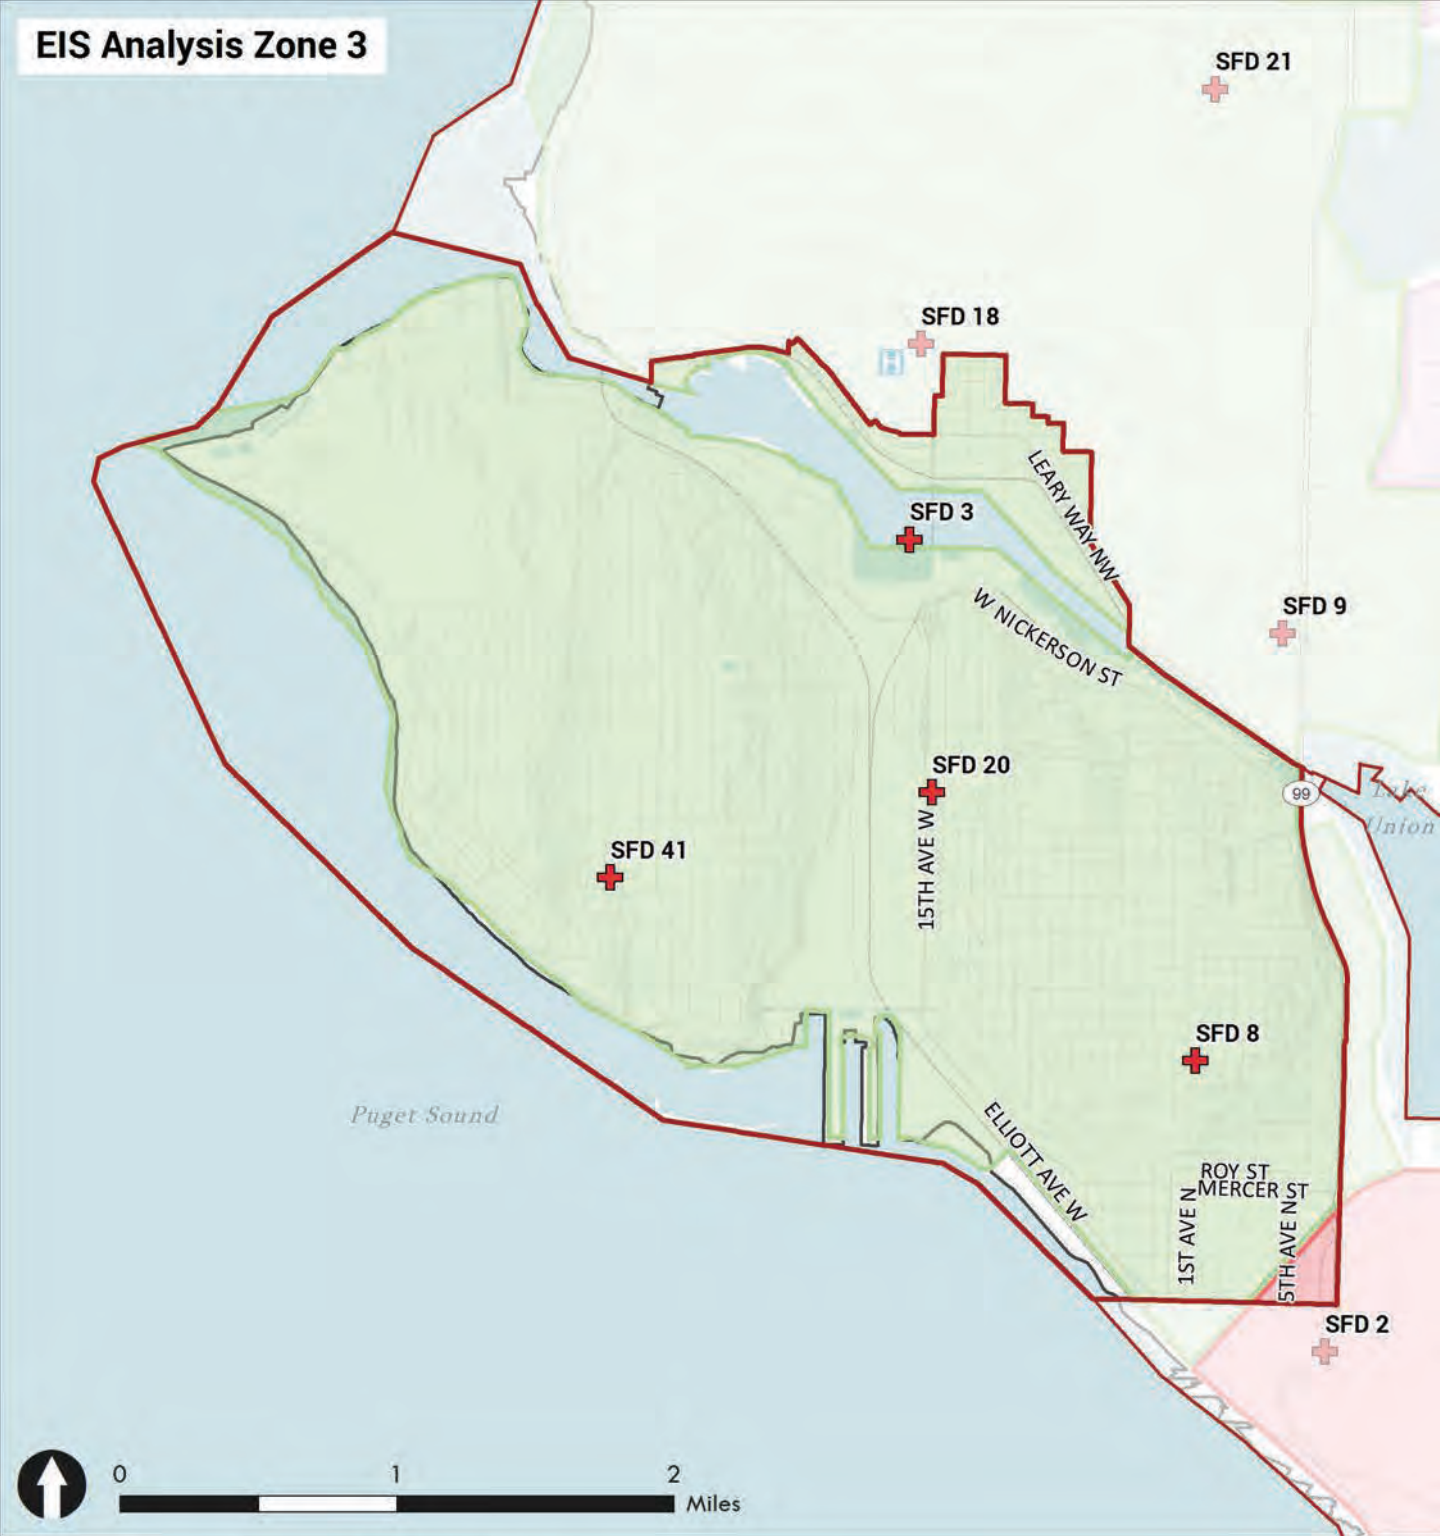 EIS Analysis Zone 3
SFD 21
SFD 18
H
LEARY WAY NW
SFD 3
W NICKERSON ST
SFD 9
SFD 20
99
Lake
Union
15TH AVE W
SFD 41
SFD 8
Puget Sound
ELLIOTT AVE W
ROY ST
MERCER ST
1ST AVE N
5TH AVE N
SFD 2
0 1 2
Miles